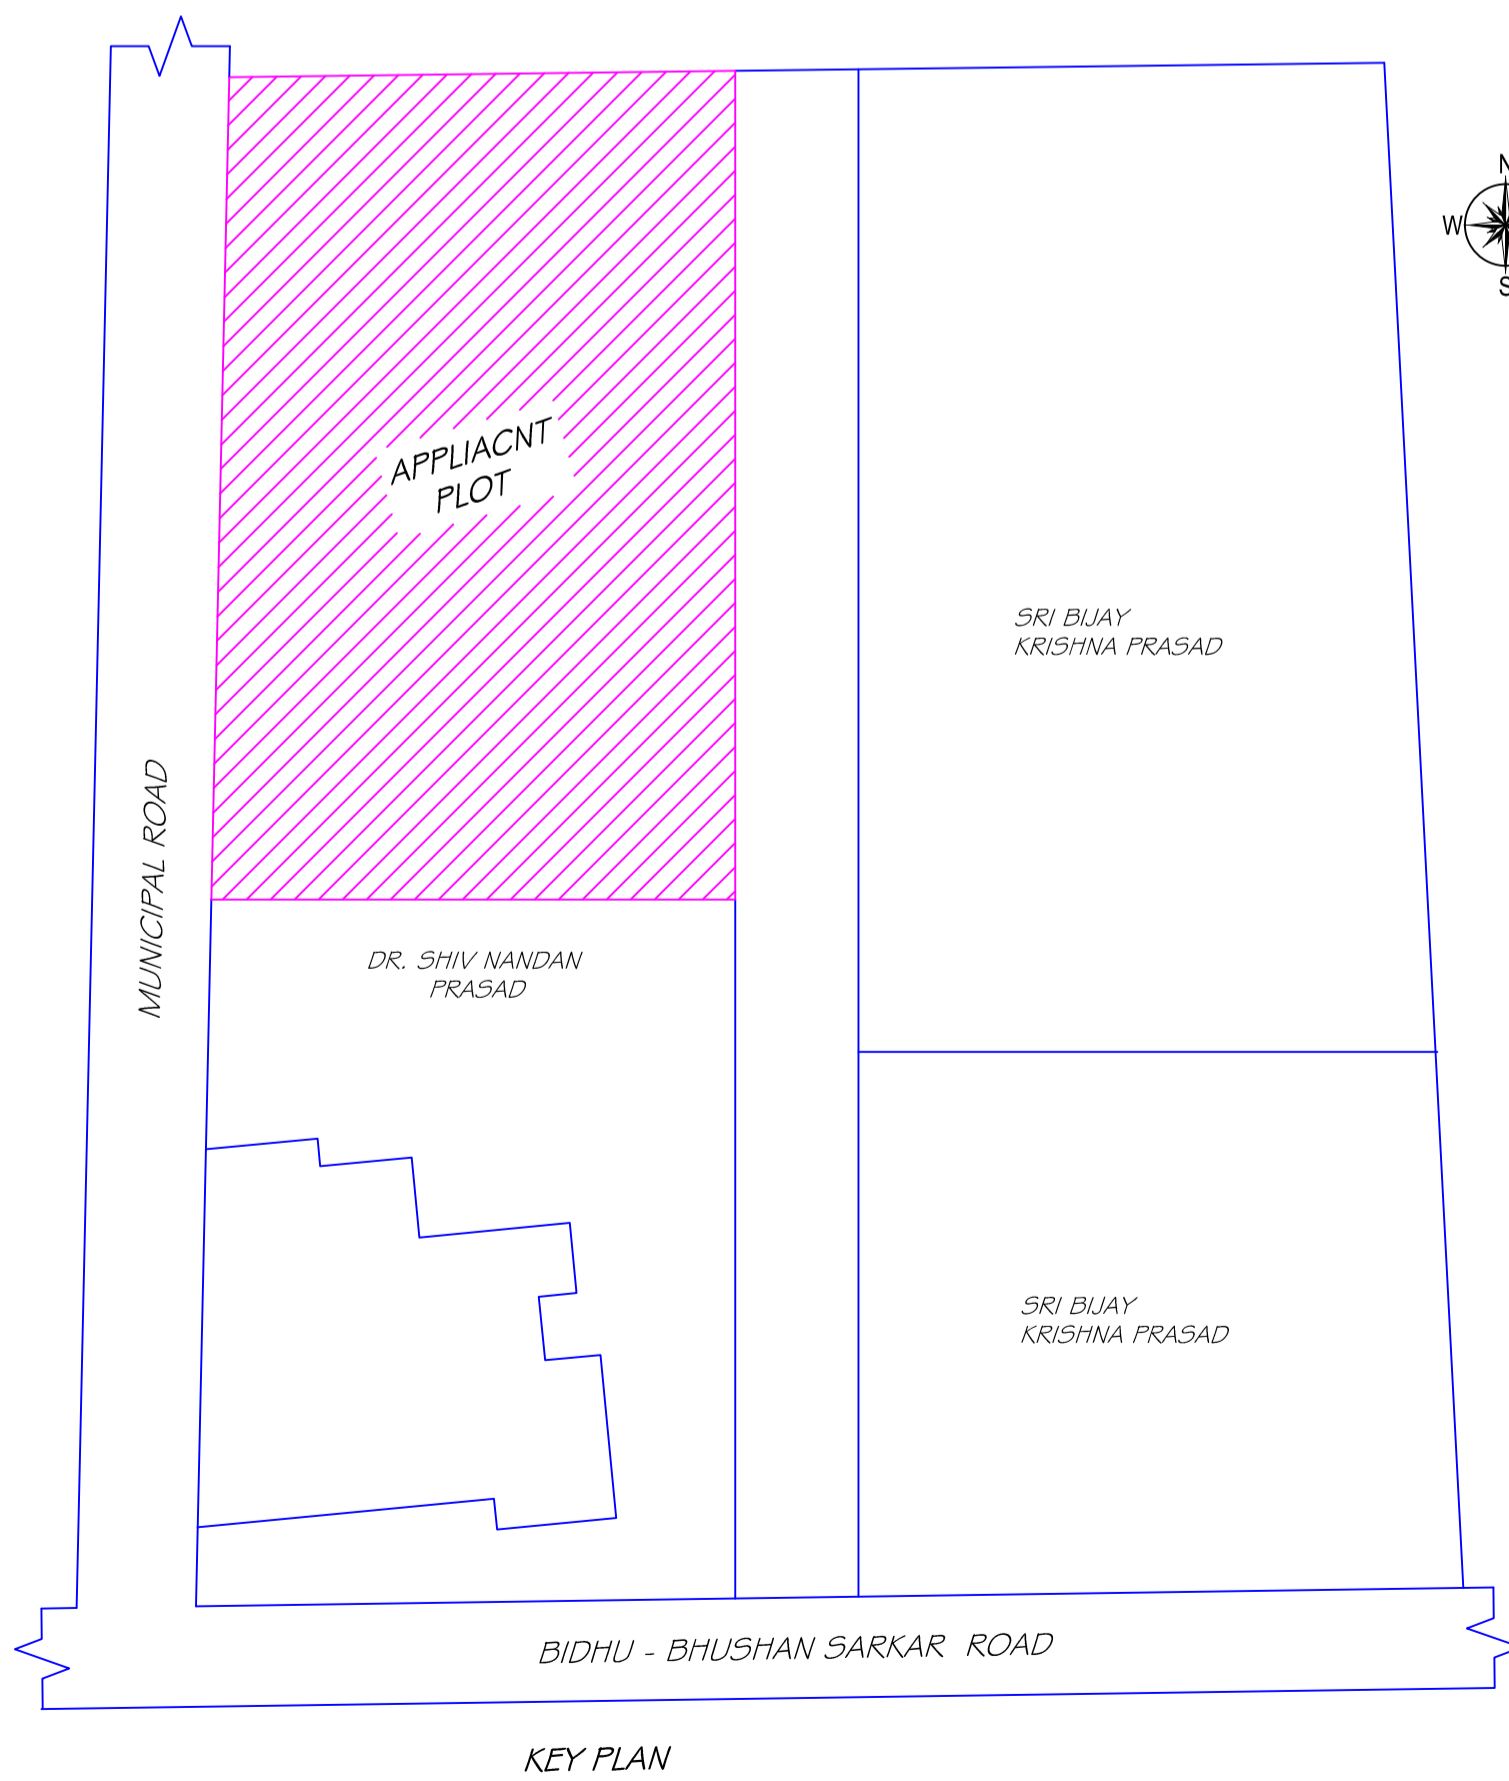 N
W
S
APPLIACNT
PLOT
SRI BIJAY
KRISHNA PRASAD
MUNICIPAL ROAD
DR. SHIV NANDAN
PRASAD
SRI BIJAY
KRISHNA PRASAD
BIDHU - BHUSHAN SARKAR ROAD
KEY PLAN